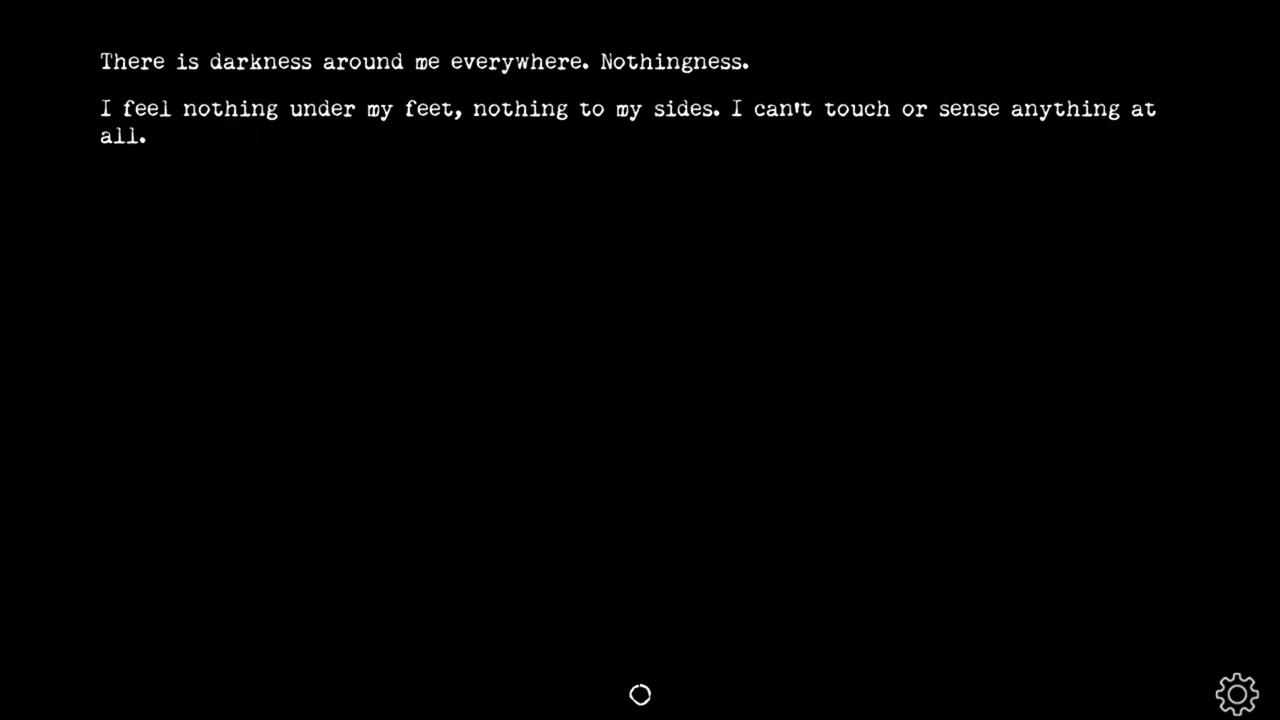 There is darkness around me everywhere. Nothingness.
I feel nothing under my feet, nothing to my sides. I can't touch or sense anything at
all.